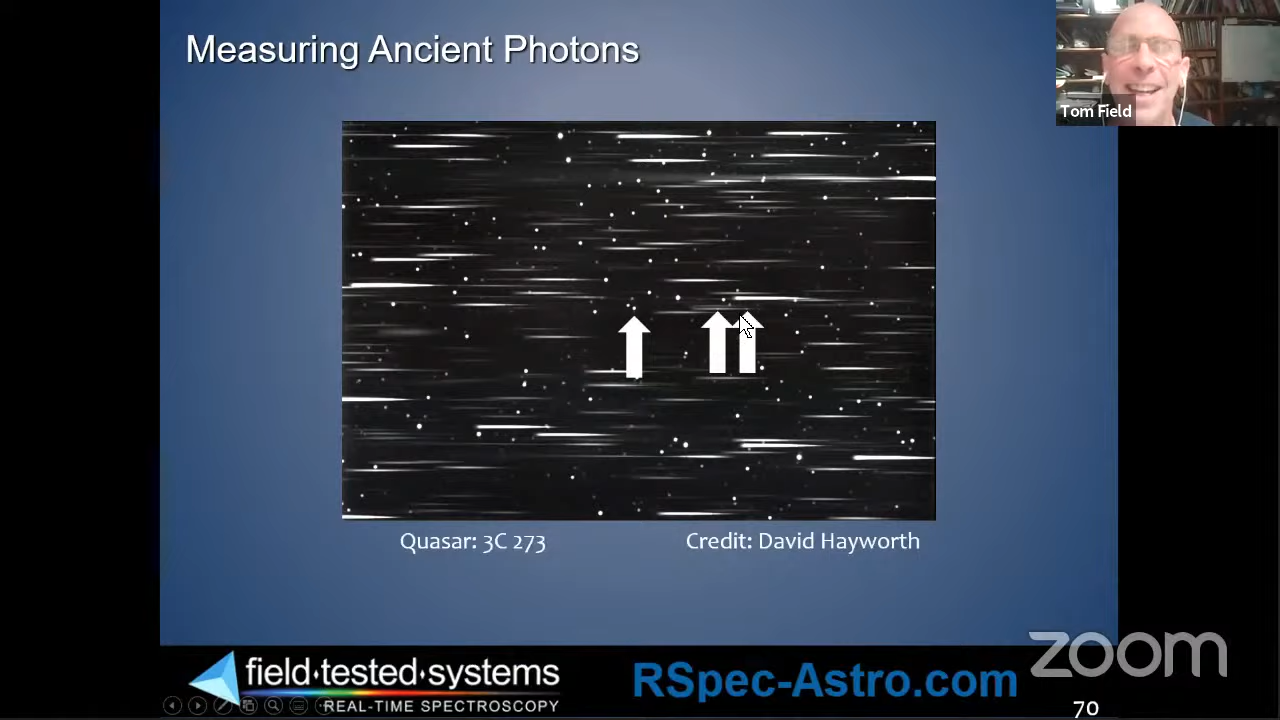 Measuring Ancient Photons
Tom Field
Quasar: 3C 273
Credit: David Hayworth
field·tested·systems
REAL-TIME SPECTROSCOPY
RSpec-Astro.com
zoom
70